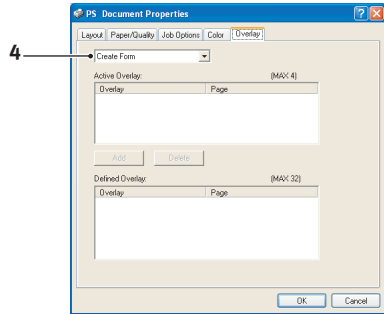 PS Document Properties
Layout Paper/Quality Job Options Color Overlay
4
Create Form
Active Overlay: (MAX 4)
Overlay Page
Add Delete
Defined Overlay: (MAX 32)
Overlay Page
OK Cancel